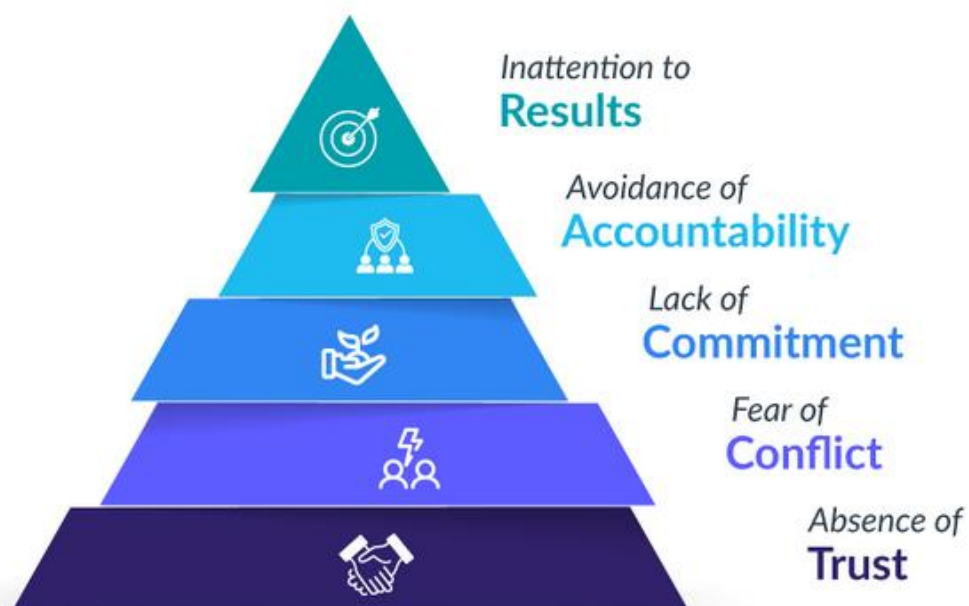 Inattention to
Results
Avoidance of
Accountability
Lack of
Commitment
Fear of
Conflict
Absence of
Trust